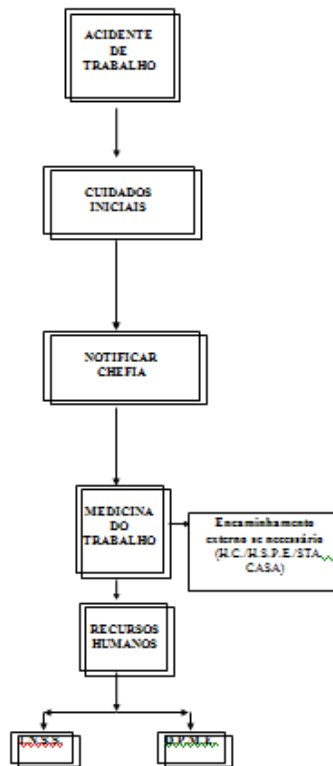 ACIDENTE
DE
TRABALHO
CUIDADOS
INICIAIS
NOTIFICAR
CHEFIA
MEDICINA
DO
TRABALHO
Encaminhamento
externo se necessário
(H.C./H.S.P.E./STA.
CASA)
RECURSOS
HUMANOS
I.N.S.S.
D.P.M.E.